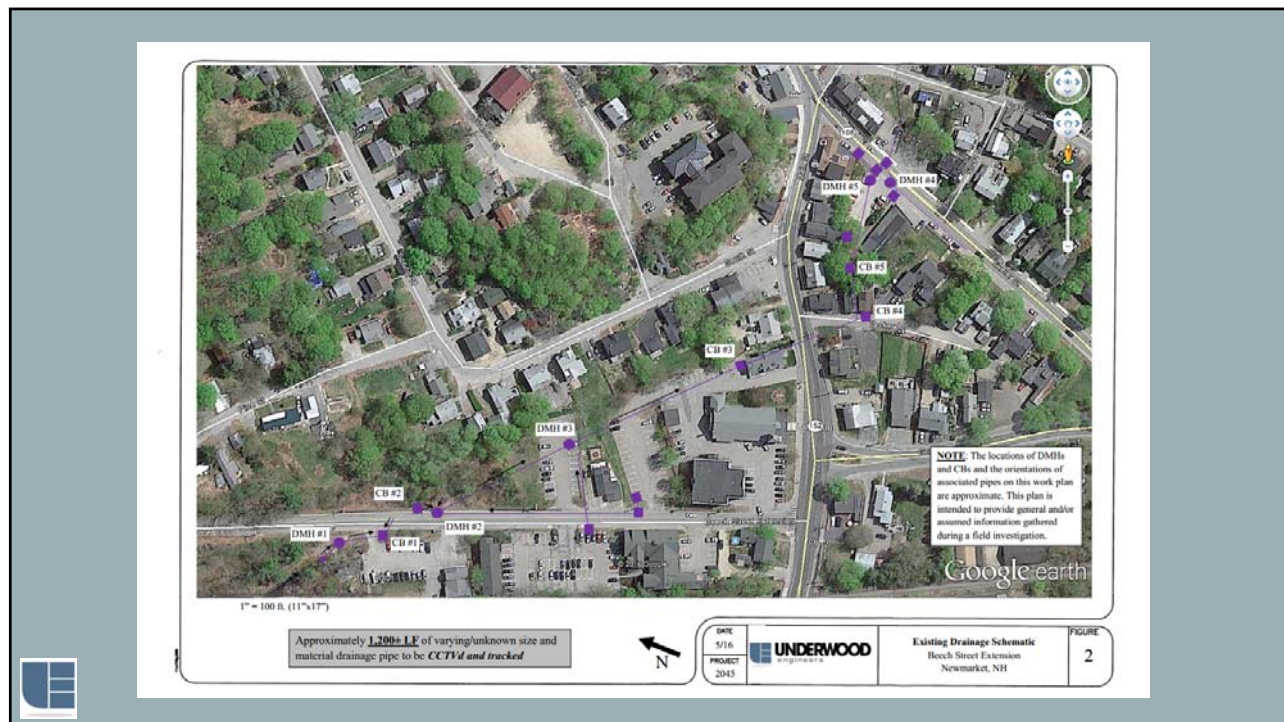 108
DMH #5
DMH #4
CB #5
CB #4
CB #3
152
DMH #3
CB #2
DMH #2
DMH #1
CB #1
Beech Street Extension
NOTE: The locations of DMHs
and CBs and the orientations of
associated pipes on this work plan
are approximate. This plan is
intended to provide general and/or
assumed information gathered
during a field investigation.
Google earth
1" = 100 ft. (11"x17")
Approximately 1,200± LF of varying/unknown size and
material drainage pipe to be CCTVd and tracked
N
DATE
5/16
PROJECT
2045
UNDERWOOD
engineers
Existing Drainage Schematic
Beech Street Extension
Newmarket, NH
FIGURE
2